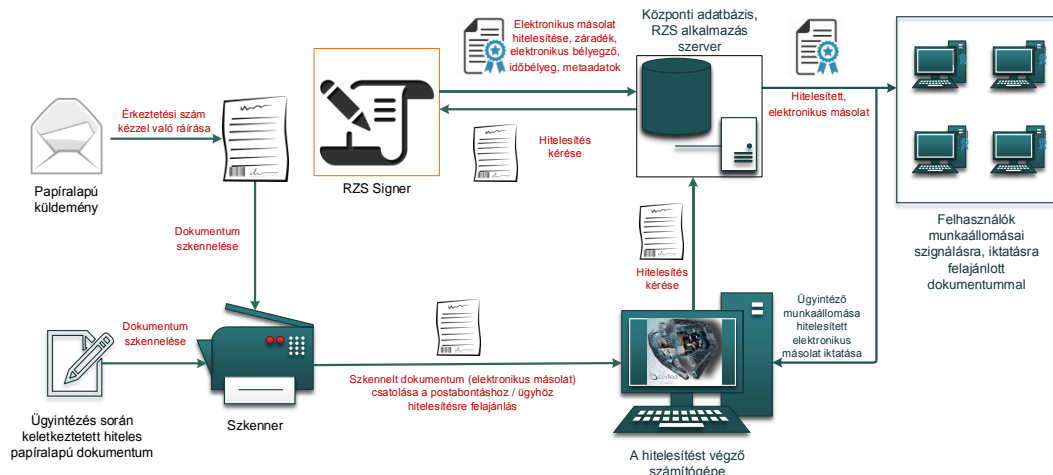 Elektronikus másolat
hitelesítése, záradék,
elektronikus bélyegző,
időbélyeg, metaadatok
Központi adatbázis,
RZS alkalmazás
szerver
Érkeztetési szám
kézzel való ráírása
Hitelesítés
kérése
Hitelesített,
elektronikus másolat
Papíralapú
küldemény
RZS Signer
Felhasználók
munkaállomásai
szignálásra, iktatásra
felajánlott
dokumentummal
Dokumentum
szkennelése
Hitelesítés
kérése
Dokumentum
szkennelése
Ügyintéző
munkaállomása
hitelesített
elektronikus
másolat iktatása
Szkennelt dokumentum (elektronikus másolat)
csatolása a postabontáshoz / ügyhöz
hitelesítésre felajánlás
Ügyintézés során
keletkeztetett hiteles
papíralapú dokumentum
Szkenner
A hitelesítést végző
számítógépe